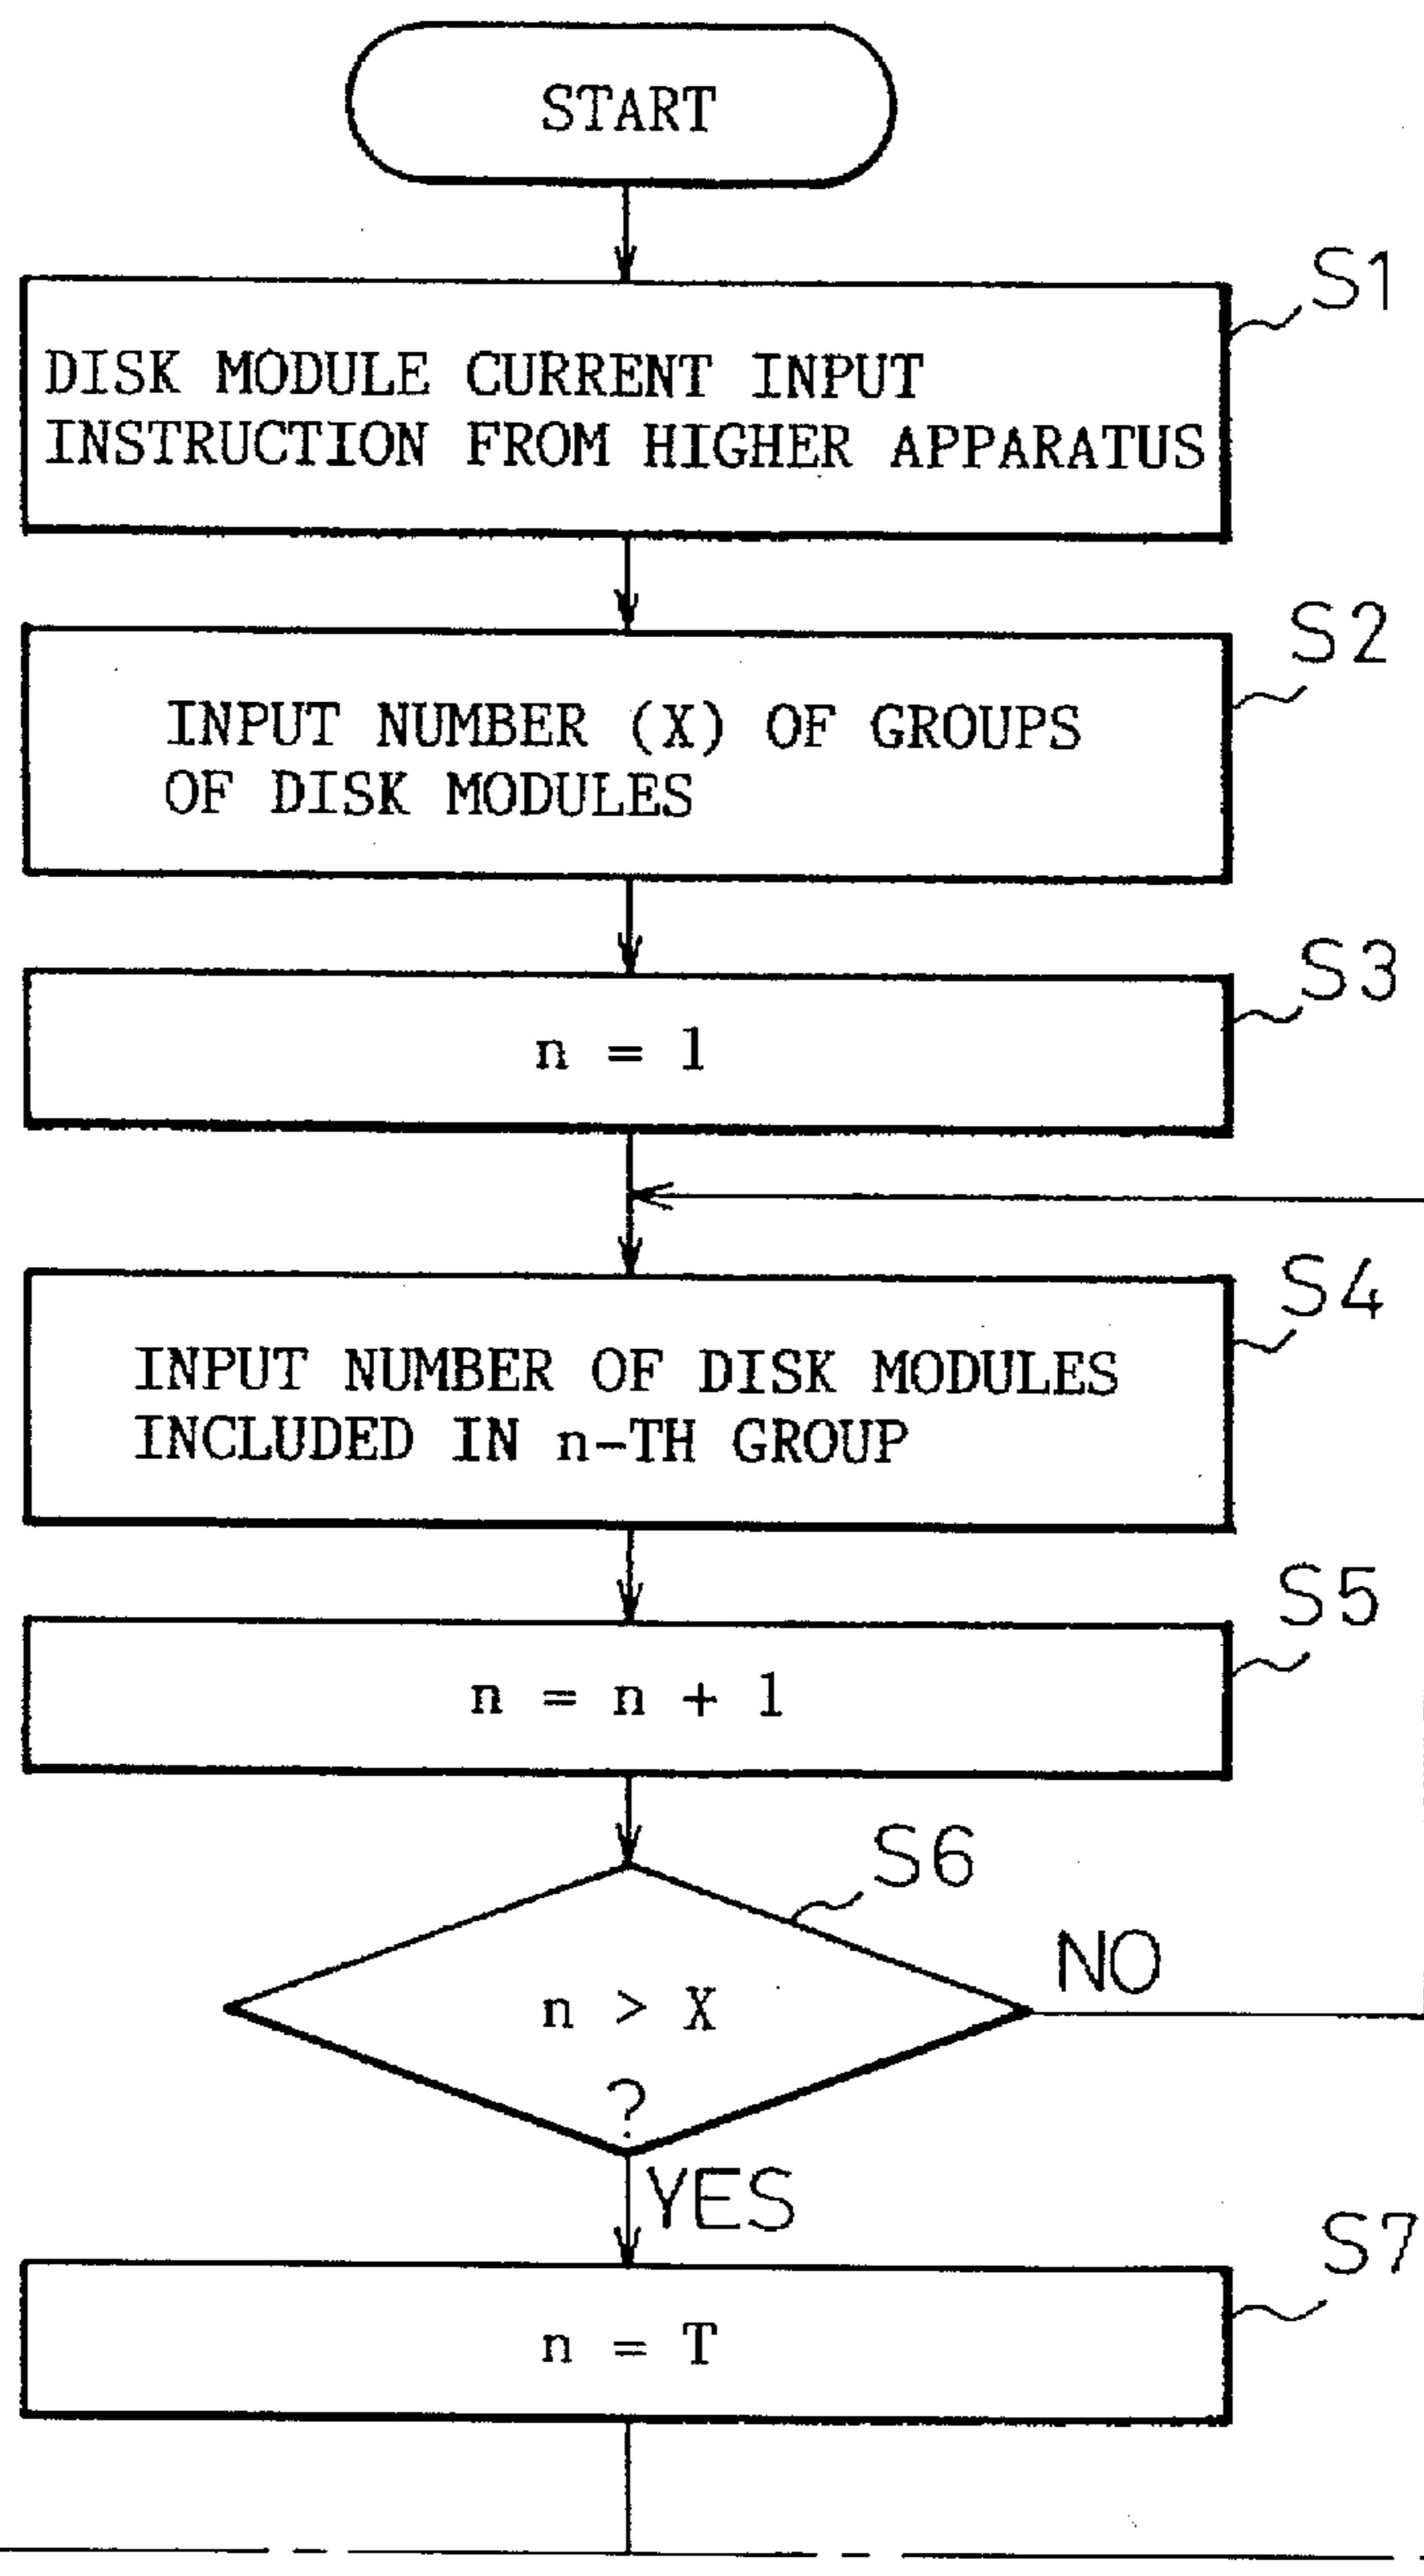 START
S1
DISK MODULE CURRENT INPUT
INSTRUCTION FROM HIGHER APPARATUS
S2
INPUT NUMBER (X) OF GROUPS
OF DISK MODULES
S3
n = 1
S4
INPUT NUMBER OF DISK MODULES
INCLUDED IN n-TH GROUP
S5
n = n + 1
S6
n > X
?
NO
YES
S7
n = T